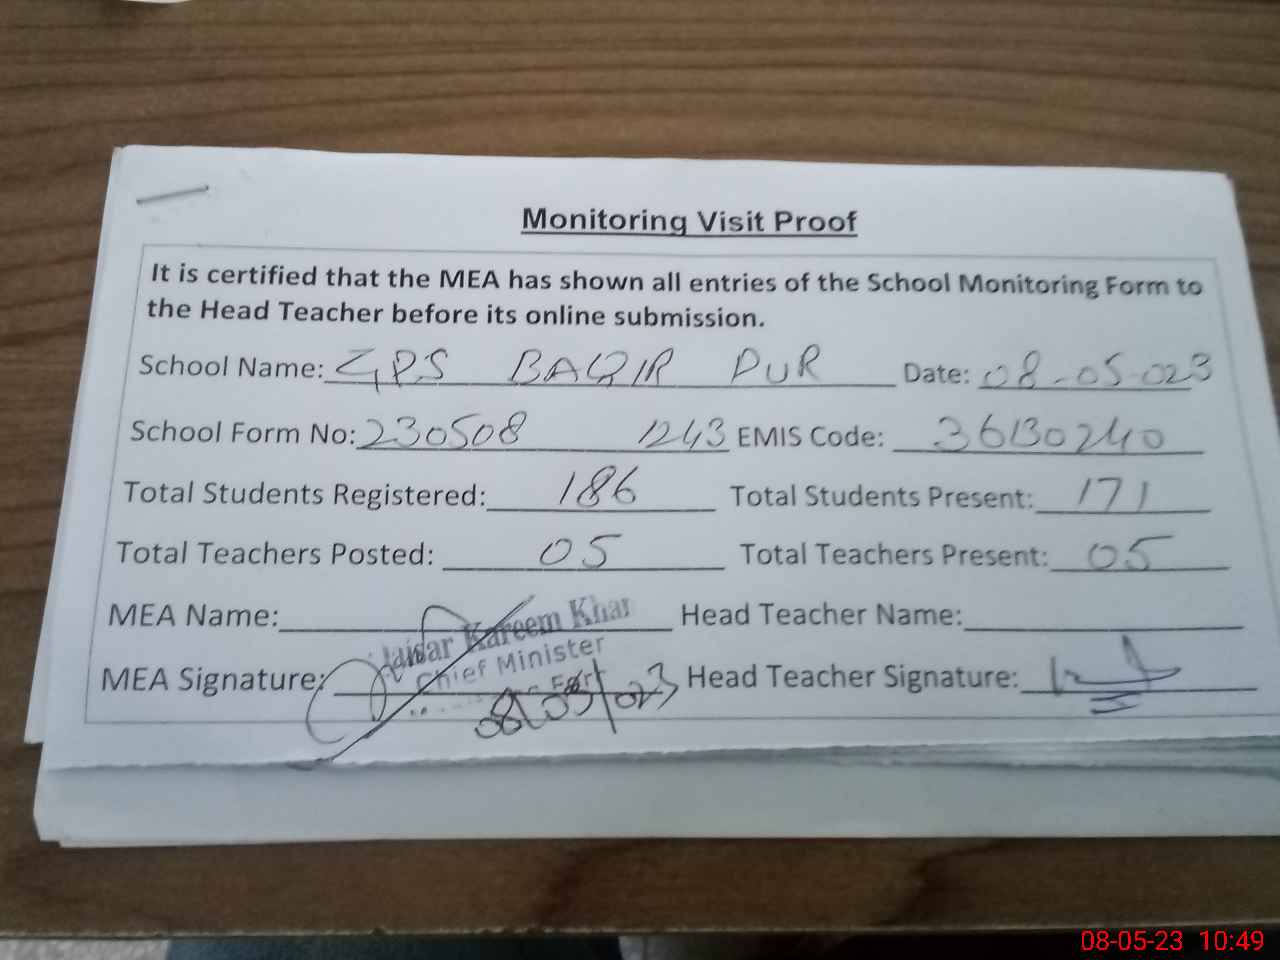 Monitoring Visit Proof
It is certified that the MEA has shown all entries of the School Monitoring Form to
the Head Teacher before its online submission.
School Name: GPS BAQIR PUR Date: 08-05-023
School Form No: 230508 1243 EMIS Code: 36130240
Total Students Registered: 186 Total Students Present: 171
Total Teachers Posted: 05 Total Teachers Present: 05
MEA Name: Kareem Khan Head Teacher Name:
Chief Minister
MEA Signature: Head Teacher Signature:
08/05/023
08-05-23 10:49